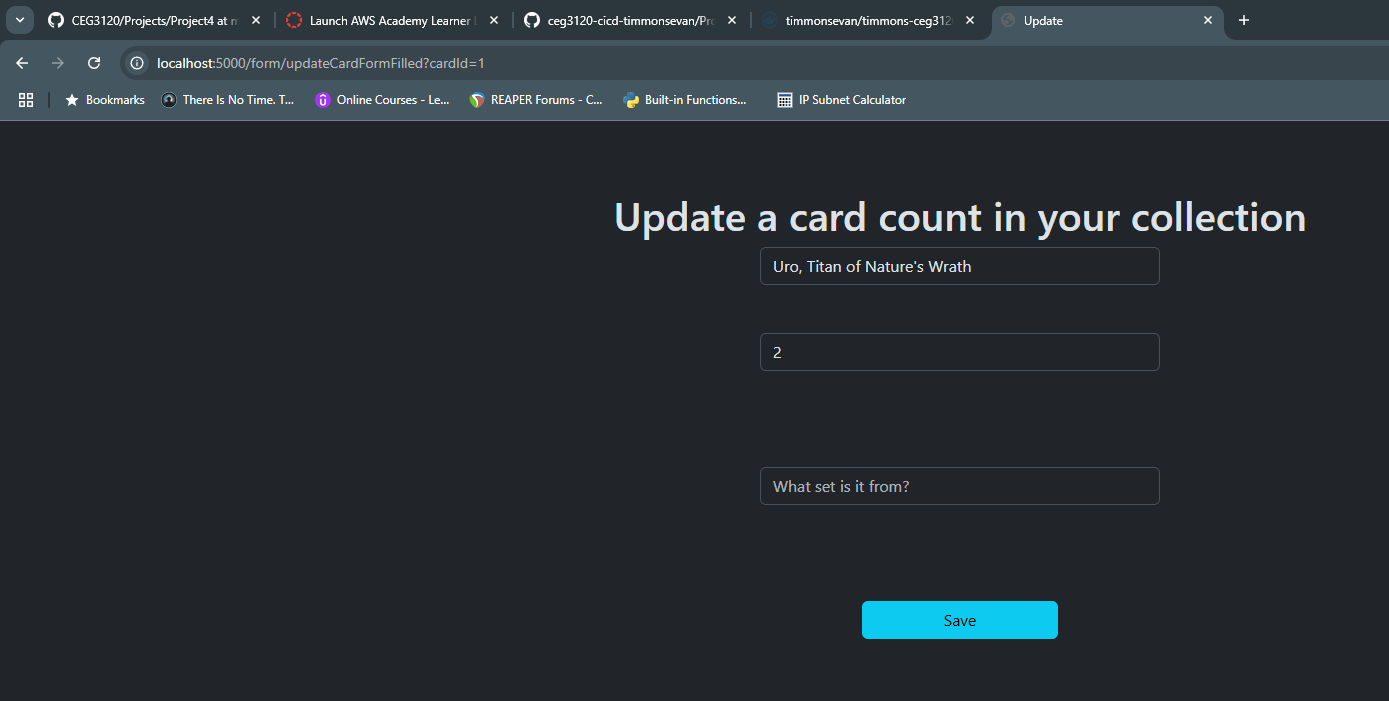 CEG3120/Projects/Project4 at m
Launch AWS Academy Learner
ceg3120-cicd-timmonsevan/Pro
timmonsevan/timmons-ceg312
Update
localhost:5000/form/updateCardFormFilled?cardId=1
Bookmarks
There Is No Time. T...
Online Courses - Le...
REAPER Forums - C...
Built-in Functions...
IP Subnet Calculator
Update a card count in your collection
Uro, Titan of Nature's Wrath
2
What set is it from?
Save